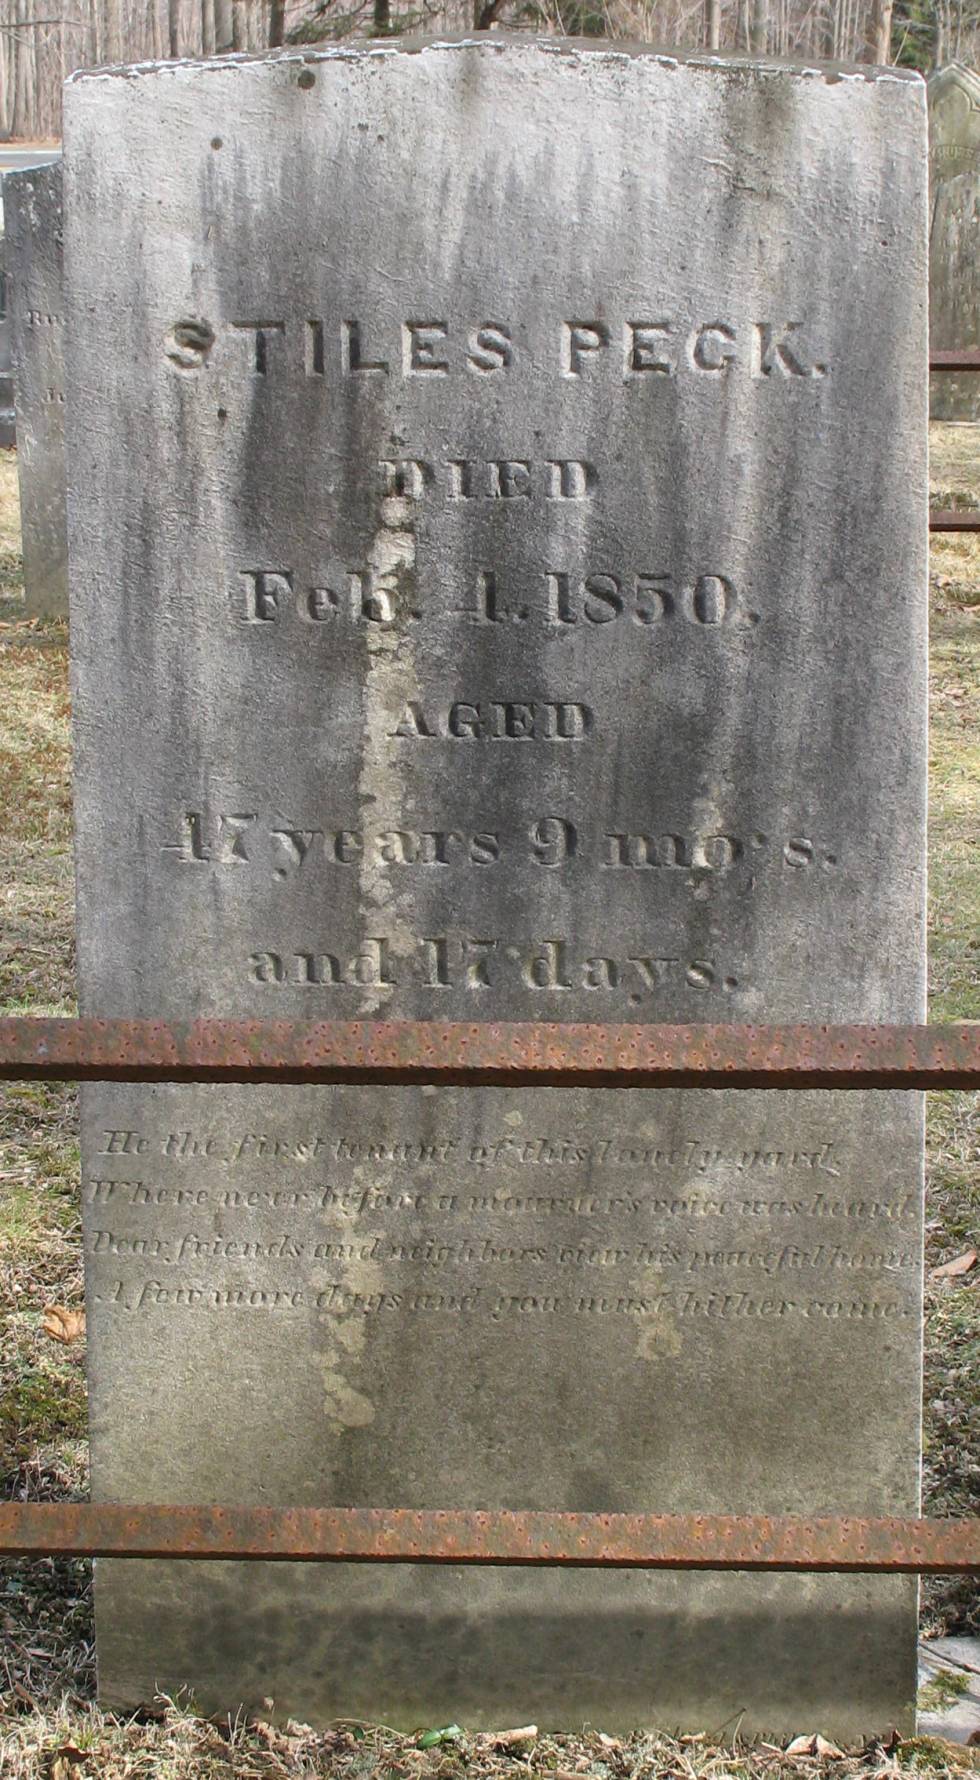 STILES PECK.
DIED
Feb. 4. 1850.
AGED
47 years 9 mo;s.
and 17 days.
He the first tenant of this lonely yard,
Where never before a mourner's voice was heard.
Dear friends and neighbors view his peaceful home.
A few more days and you must hither come.